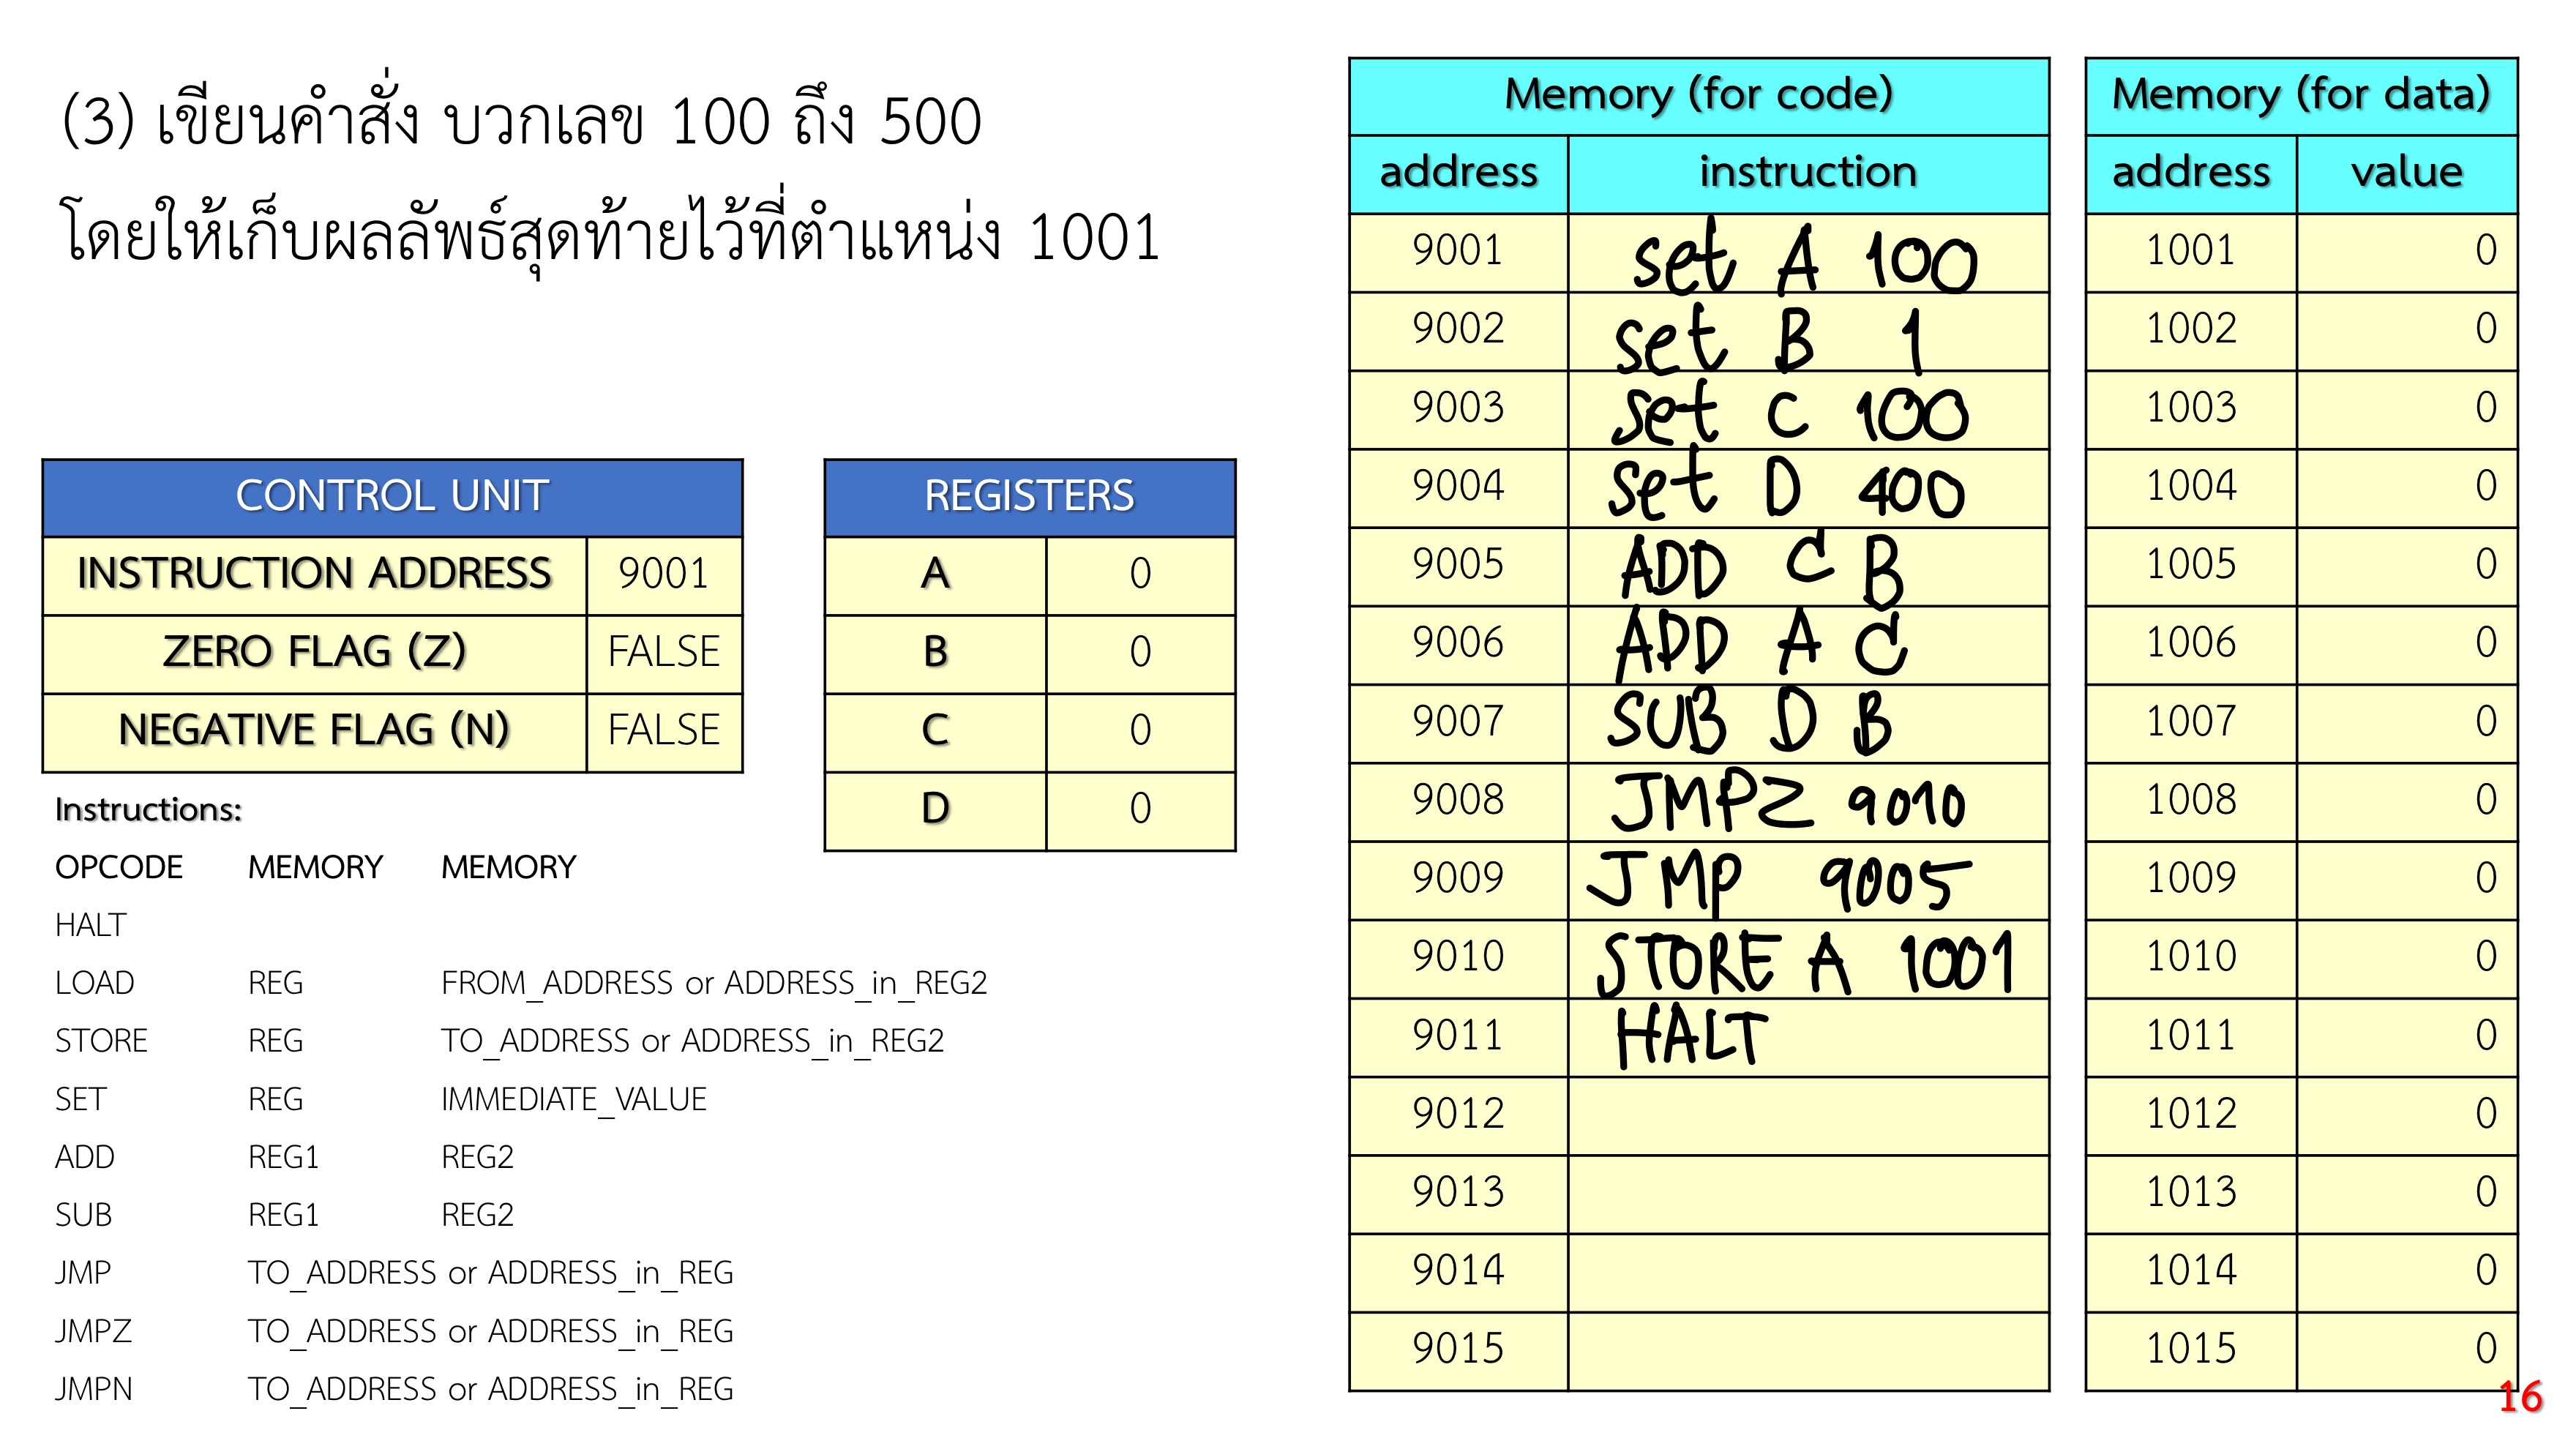 (3) เขียนคำสั่ง บวกเลข 100 ถึง 500
โดยให้เก็บผลลัพธ์สุดท้ายไว้ที่ตำแหน่ง 1001
CONTROL UNIT
INSTRUCTION ADDRESS 9001
ZERO FLAG (Z) FALSE
NEGATIVE FLAG (N) FALSE
REGISTERS
A 0
B 0
C 0
D 0
Instructions:
OPCODE MEMORY MEMORY
HALT
LOAD REG FROM_ADDRESS or ADDRESS_in_REG2
STORE REG TO_ADDRESS or ADDRESS_in_REG2
SET REG IMMEDIATE_VALUE
ADD REG1 REG2
SUB REG1 REG2
JMP TO_ADDRESS or ADDRESS_in_REG
JMPZ TO_ADDRESS or ADDRESS_in_REG
JMPN TO_ADDRESS or ADDRESS_in_REG
Memory (for code)
address instruction
9001 set A 100
9002 set B 1
9003 set C 100
9004 set D 400
9005 ADD C B
9006 ADD A C
9007 SUB D B
9008 JMPZ 9010
9009 JMP 9005
9010 STORE A 1001
9011 HALT
9012
9013
9014
9015
Memory (for data)
address value
1001 0
1002 0
1003 0
1004 0
1005 0
1006 0
1007 0
1008 0
1009 0
1010 0
1011 0
1012 0
1013 0
1014 0
1015 0
16